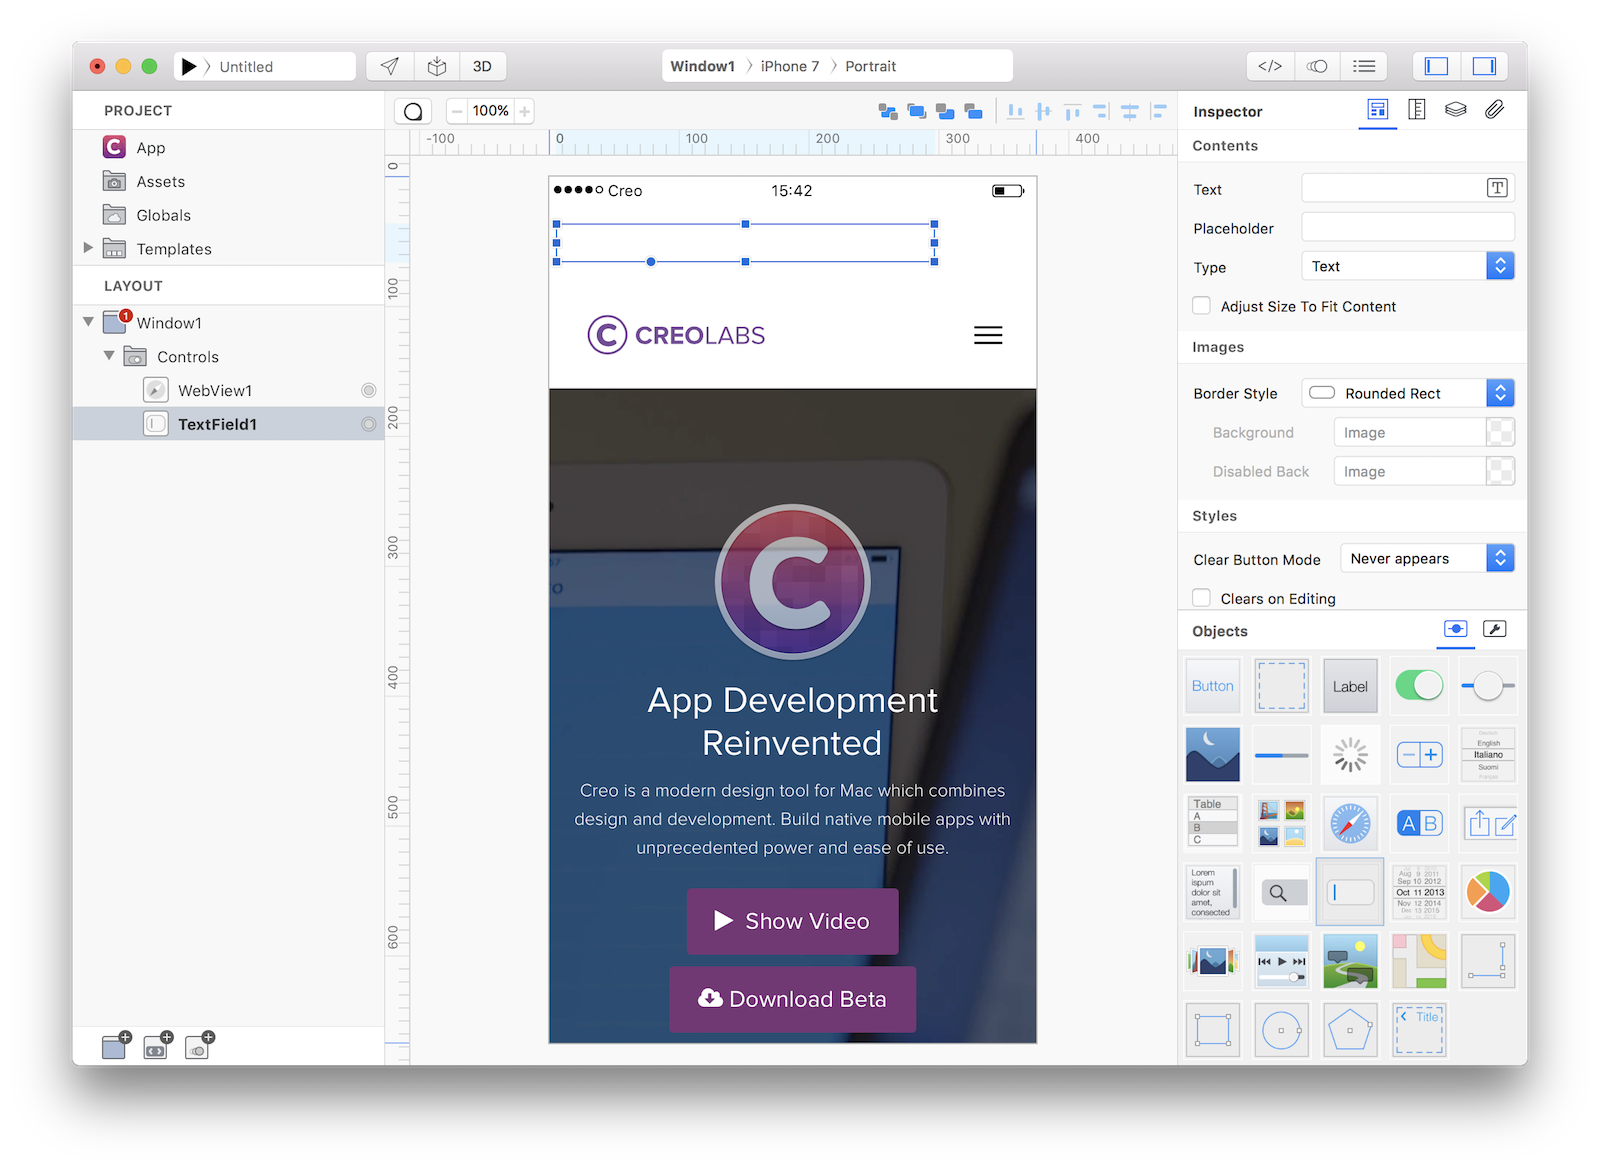 Untitled
3D
Window1 iPhone 7 Portrait
</>
PROJECT
App
Assets
Globals
Templates
LAYOUT
1
Window1
Controls
WebView1
TextField1
100%
-100 0 100 200 300 400
0
100
200
300
400
500
600
Creo 15:42
C CREOLABS
C
App Development
Reinvented
Creo is a modern design tool for Mac which combines
design and development. Build native mobile apps with
unprecedented power and ease of use.
Show Video
Download Beta
Inspector
Contents
Text
T
Placeholder
Type Text
Adjust Size To Fit Content
Images
Border Style Rounded Rect
Background Image
Disabled Back Image
Styles
Clear Button Mode Never appears
Clears on Editing
Objects
Button
Label
English
Italiano
Suomi
Table
A
B
C
A B
Lorem
ispum
dolor sit
amet,
consected
Aug 9 2011
Sep 10 2012
Oct 11 2013
Nov 12 2014
Dec 13 2015
Title